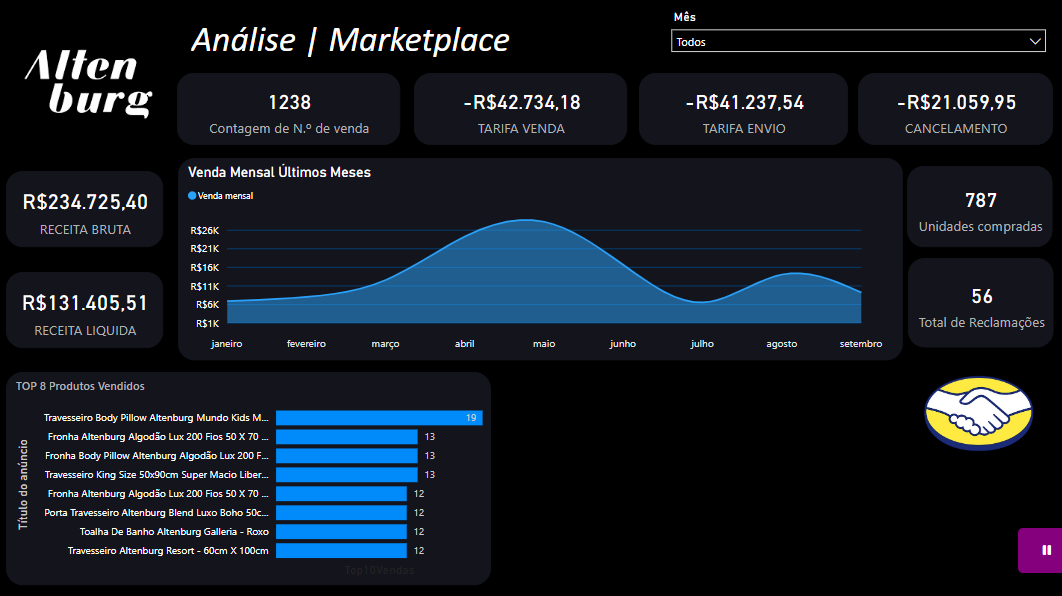 Alten
burg
Análise | Marketplace
Mês
Todos
1238
Contagem de N.º de venda
-R$42.734,18
TARIFA VENDA
-R$41.237,54
TARIFA ENVIO
-R$21.059,95
CANCELAMENTO
R$234.725,40
RECEITA BRUTA
R$131.405,51
RECEITA LIQUIDA
Venda Mensal Últimos Meses
Venda mensal
R$26K
R$21K
R$16K
R$11K
R$6K
R$1K
janeiro fevereiro março abril maio junho julho agosto setembro
787
Unidades compradas
56
Total de Reclamações
TOP 8 Produtos Vendidos
Título do anúncio
Travesseiro Body Pillow Altenburg Mundo Kids M... 19
Fronha Altenburg Algodão Lux 200 Fios 50 X 70 ... 13
Fronha Body Pillow Altenburg Algodão Lux 200 F... 13
Travesseiro King Size 50x90cm Super Macio Liber... 13
Fronha Altenburg Algodão Lux 200 Fios 50 X 70 ... 12
Porta Travesseiro Altenburg Blend Luxo Boho 50c... 12
Toalha De Banho Altenburg Galleria - Roxo 12
Travesseiro Altenburg Resort - 60cm X 100cm 12
Top10Vendas